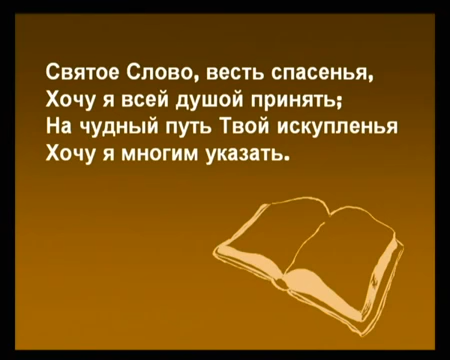 Святое Слово, весть спасенья,
Хочу я всей душой принять;
На чудный путь Твой искупленья
Хочу я многим указать.